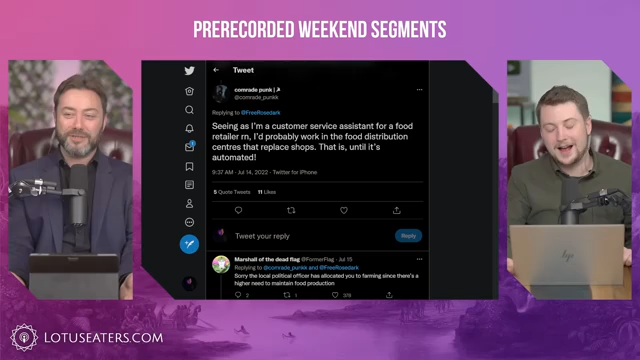 PRERECORDED WEEKEND SEGMENTS
Tweet
comrade punk |
@comrade_punkk
Replying to @FreeRosedark
Seeing as I'm a customer service assistant for a food
retailer rn, I'd probably work in the food distribution
centres that replace shops. That is, until it's
automated!
9:37 AM · Jul 14, 2022 · Twitter for iPhone
5 Quote Tweets 11 Likes
Tweet your reply
Reply
Marshall of the dead flag @FormerFlag · Jul 15
Replying to @comrade_punkk and @FreeRosedark
Sorry the local political officer has allocated you to farming since there's a
higher need to maintain food production
2 1 379
hp
LOTUSEATERS.COM